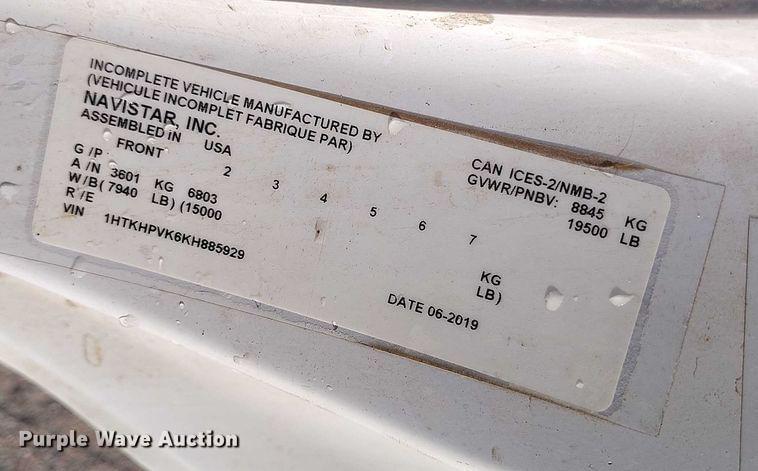 INCOMPLETE VEHICLE MANUFACTURED BY
(VEHICULE INCOMPLET FABRIQUE PAR)
NAVISTAR, INC.
ASSEMBLED IN USA
FRONT 2 3 4 5 6 7
G /P
A /N 3601 KG 6803 KG
W/B( 7940 LB) (15000 LB)
R /E
VIN 1HTKHPVK6KH885929
CAN ICES-2/NMB-2
GVWR/PNBV: 8845 KG
19500 LB
DATE 06-2019
Purple Wave Auction